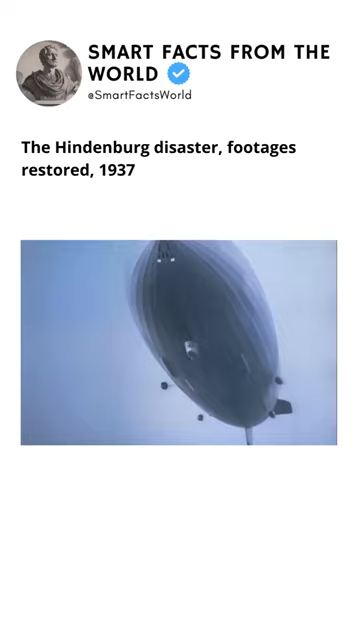 SMART FACTS FROM THE
WORLD
@SmartFactsWorld
The Hindenburg disaster, footages
restored, 1937